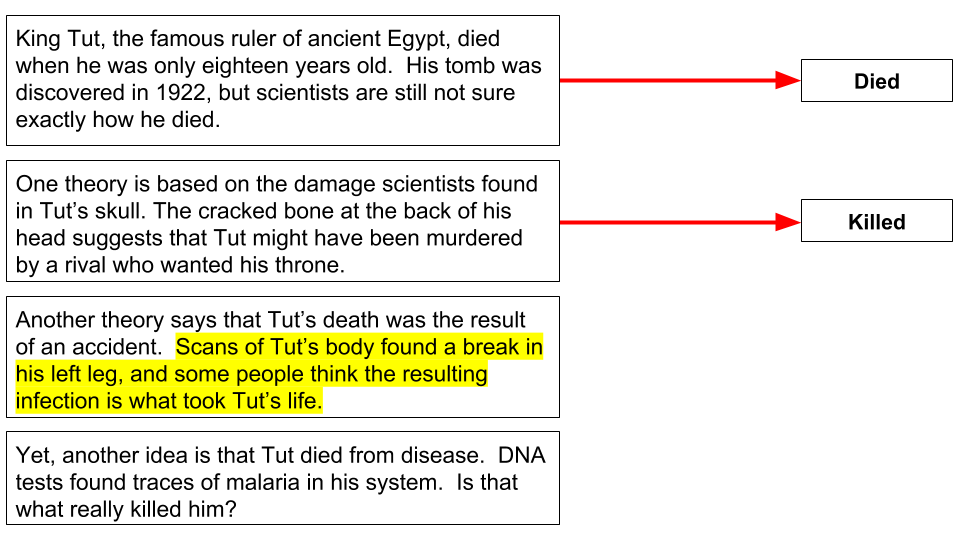 King Tut, the famous ruler of ancient Egypt, died
when he was only eighteen years old.  His tomb was
discovered in 1922, but scientists are still not sure
exactly how he died.
Died
One theory is based on the damage scientists found
in Tut’s skull. The cracked bone at the back of his
head suggests that Tut might have been murdered
by a rival who wanted his throne.
Killed
Another theory says that Tut’s death was the result
of an accident.  Scans of Tut’s body found a break in
his left leg, and some people think the resulting
infection is what took Tut’s life.
Yet, another idea is that Tut died from disease.  DNA
tests found traces of malaria in his system.  Is that
what really killed him?